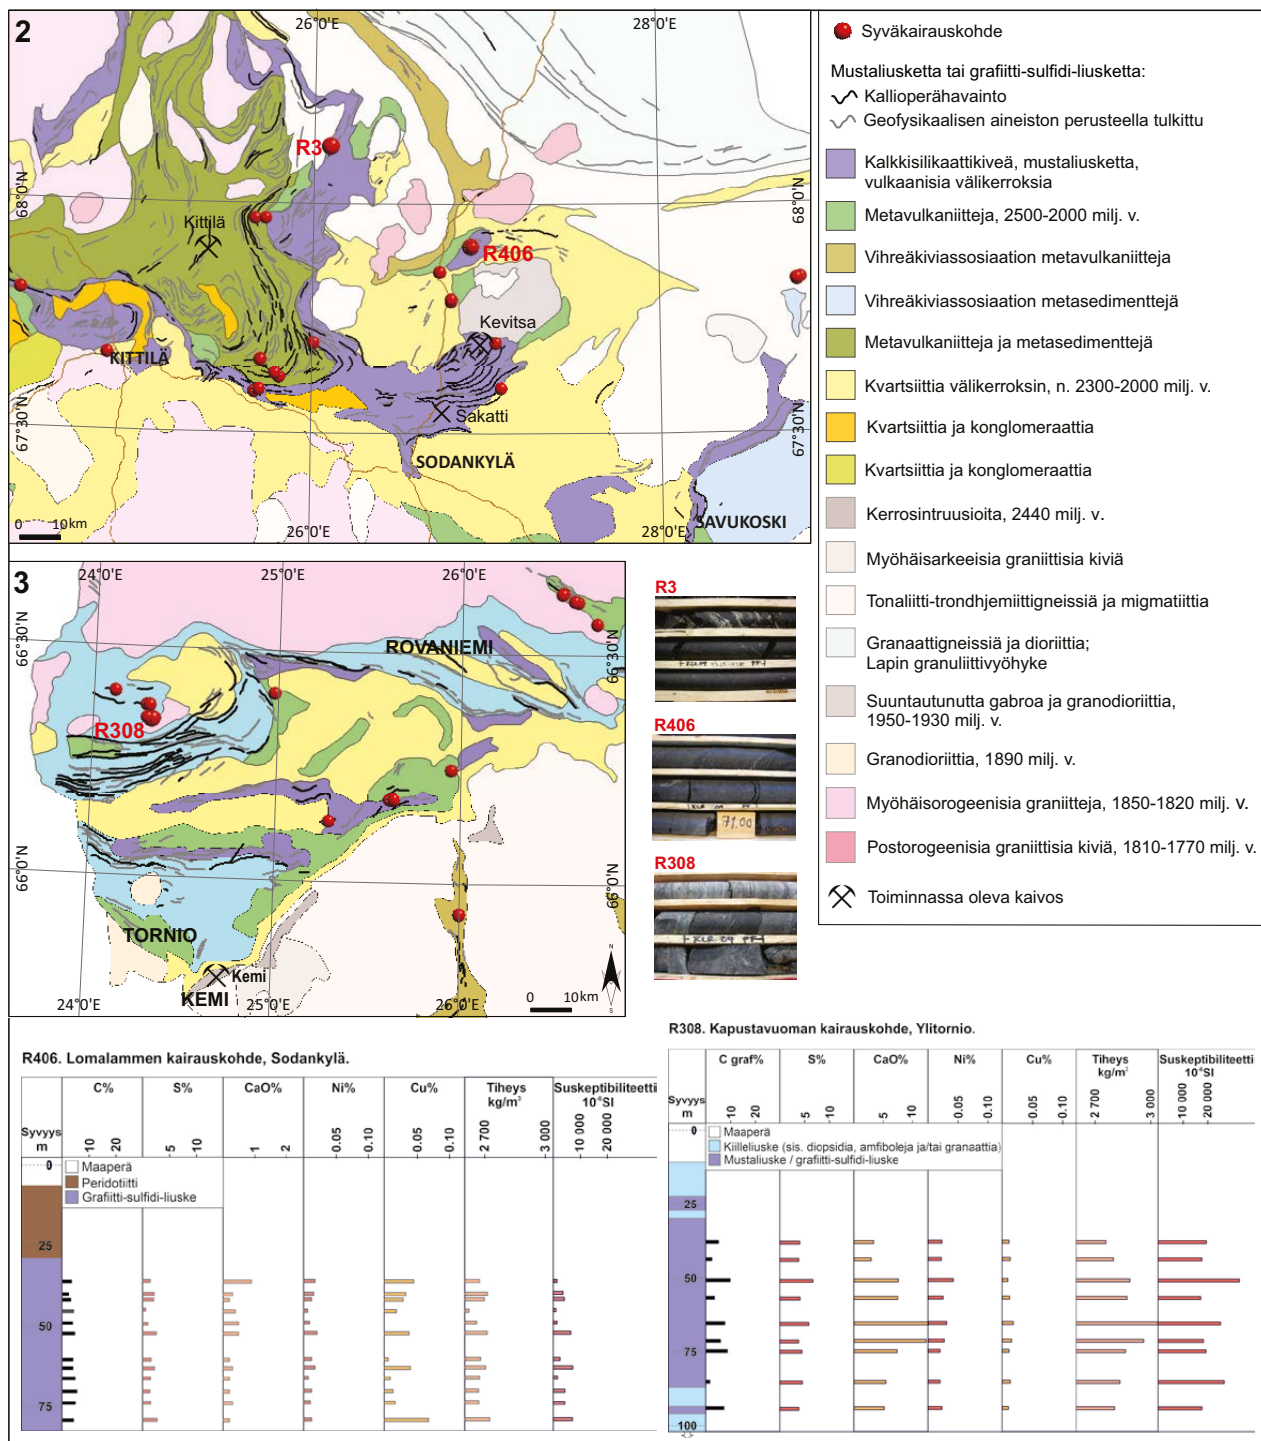 2
26°0'E
28°0'E
R3
68°0'N
68°0'N
Kittilä
R406
Kevitsa
KITTILÄ
Sakatti
67°30'N
67°30'N
SODANKYLÄ
SAVUKOSKI
0 10km
26°0'E
28°0'E
Syväkairauskohde
Mustaliusketta tai grafiitti-sulfidi-liusketta:
Kallioperähavainto
Geofysikaalisen aineiston perusteella tulkittu
Kalkkisilikaattikiveä, mustaliusketta,
vulkaanisia välikerroksia
Metavulkaniitteja, 2500-2000 milj. v.
Vihreäkiviassosiaation metavulkaniitteja
Vihreäkiviassosiaation metasedimenttejä
Metavulkaniitteja ja metasedimenttejä
Kvartsiittia välikerroksin, n. 2300-2000 milj. v.
Kvartsiittia ja konglomeraattia
Kvartsiittia ja konglomeraattia
Kerrosintruusioita, 2440 milj. v.
Myöhäisarkeeisia graniittisia kiviä
Tonaliitti-trondhjemiittigneissiä ja migmatiittia
Granaattigneissiä ja dioriittia;
Lapin granuliittivyöhyke
Suuntautunutta gabroa ja granodioriittia,
1950-1930 milj. v.
Granodioriittia, 1890 milj. v.
Myöhäisorogeenisia graniitteja, 1850-1820 milj. v.
Postorogeenisia graniittisia kiviä, 1810-1770 milj. v.
Toiminnassa oleva kaivos
3
24°0'E
25°0'E
26°0'E
66°30'N
66°30'N
ROVANIEMI
R308
66°0'N
66°0'N
TORNIO
Kemi
KEMI
24°0'E
25°0'E
26°0'E
N
S
0 10km
R3
R406
71.00
R308
R406. Lomalammen kairauskohde, Sodankylä.
C% S% CaO% Ni% Cu% Tiheys Suskeptibiliteetti
kg/m³ 10⁻⁶SI
Syvyys
m
10 20 5 10 1 2 0.05 0.10 0.05 0.10 2 700 3 000 10 000 20 000
0
Maaperä
Peridotiitti
Grafiitti-sulfidi-liuske
25
50
75
R308. Kapustavuoman kairauskohde, Ylitornio.
C graf% S% CaO% Ni% Cu% Tiheys Suskeptibiliteetti
kg/m³ 10⁻⁶SI
Syvyys
m
10 20 5 10 5 10 0.05 0.10 0.05 0.10 2 700 3 000 10 000 20 000
0
Maaperä
Kiilleliuske (sis. diopsidia, amfiboleja ja/tai granaattia)
Mustaliuske / grafiitti-sulfidi-liuske
25
50
75
100